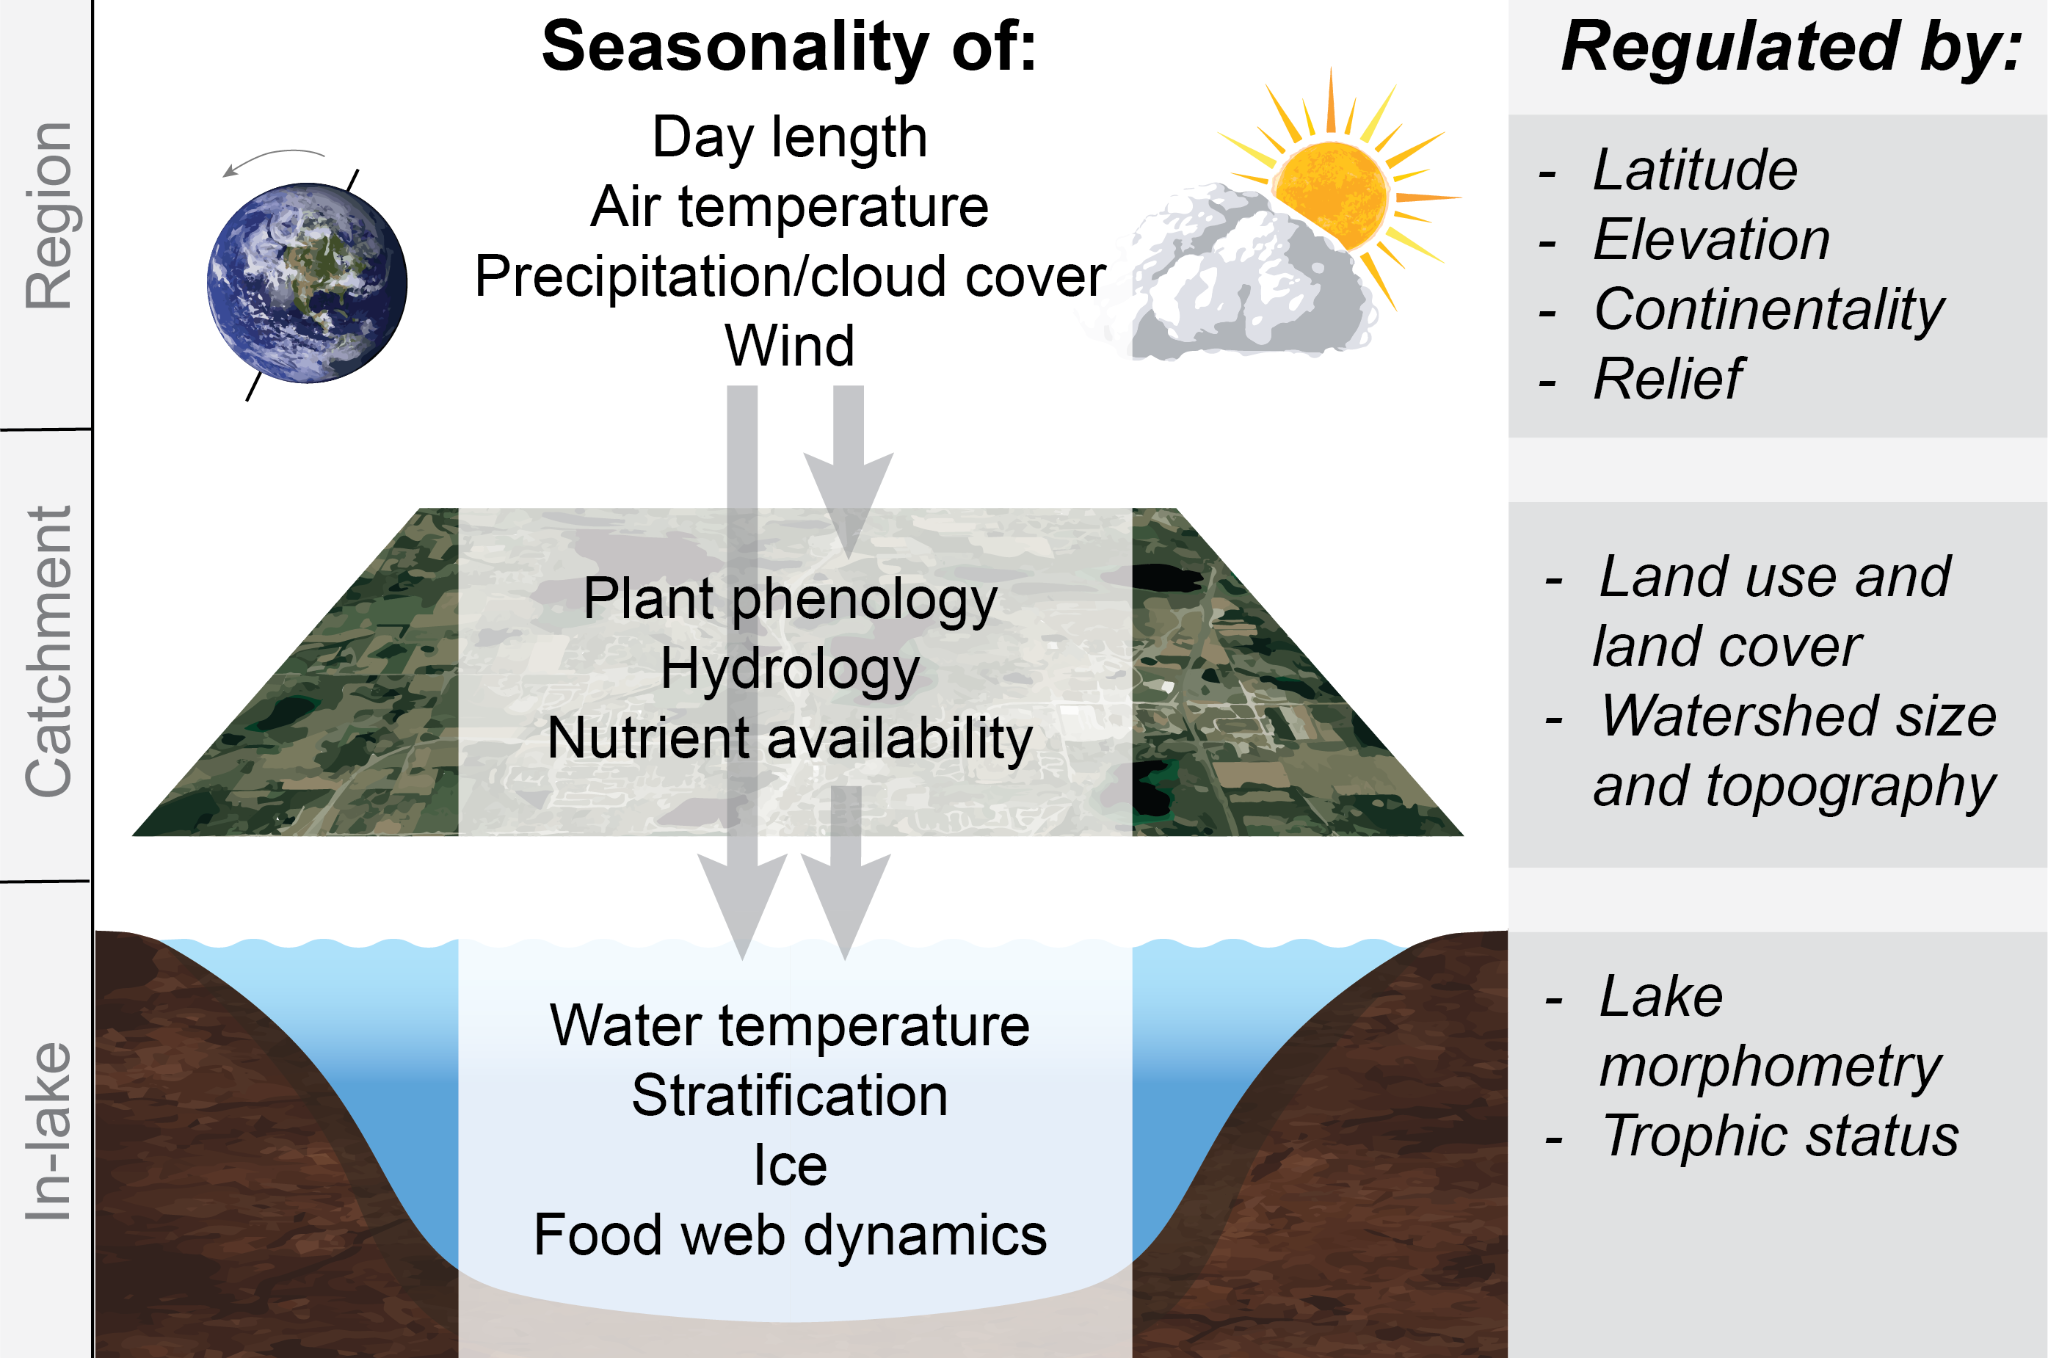 Seasonality of:
Regulated by:
Region
Day length
Air temperature
Precipitation/cloud cover
Wind
- Latitude
- Elevation
- Continentality
- Relief
Catchment
Plant phenology
Hydrology
Nutrient availability
- Land use and
land cover
- Watershed size
and topography
In-lake
Water temperature
Stratification
Ice
Food web dynamics
- Lake
morphometry
- Trophic status